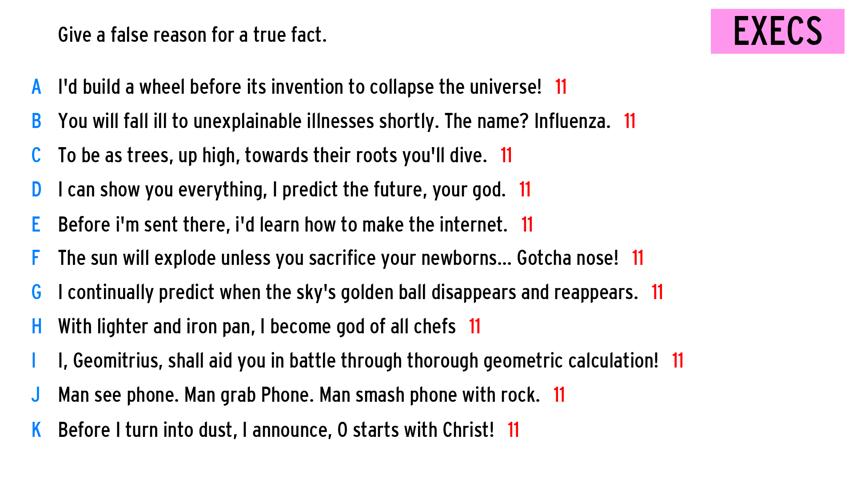 Give a false reason for a true fact.
EXECS
A I'd build a wheel before its invention to collapse the universe! 11
B You will fall ill to unexplainable illnesses shortly. The name? Influenza. 11
C To be as trees, up high, towards their roots you'll dive. 11
D I can show you everything, I predict the future, your god. 11
E Before i'm sent there, i'd learn how to make the internet. 11
F The sun will explode unless you sacrifice your newborns... Gotcha nose! 11
G I continually predict when the sky's golden ball disappears and reappears. 11
H With lighter and iron pan, I become god of all chefs 11
I I, Geomitrius, shall aid you in battle through thorough geometric calculation! 11
J Man see phone. Man grab Phone. Man smash phone with rock. 11
K Before I turn into dust, I announce, 0 starts with Christ! 11